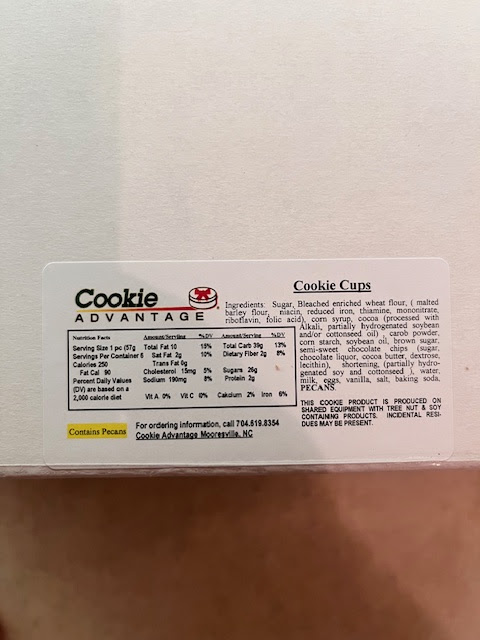 Cookie
ADVANTAGE
Cookie Cups
Ingredients: Sugar, Bleached enriched wheat flour, ( malted
barley flour, niacin, reduced iron, thiamine, mononitrate,
riboflavin, folic acid), corn syrup, cocoa (processed with
Alkali, partially hydrogenated soybean
and/or cottonseed oil) , carob powder,
corn starch, soybean oil, brown sugar,
semi-sweet chocolate chips (sugar,
chocolate liquor, cocoa butter, dextrose,
lecithin), shortening, (partially hydro-
genated soy and cottonseed ), water,
milk, eggs, vanilla, salt, baking soda,
PECANS.
THIS COOKIE PRODUCT IS PRODUCED ON
SHARED EQUIPMENT WITH TREE NUT & SOY
CONTAINING PRODUCTS. INCIDENTAL RESI-
DUES MAY BE PRESENT.
Nutrition Facts Amount/Serving %DV Amount/Serving %DV
Serving Size 1 pc (57g Total Fat 10 15% Total Carb 39g 13%
Servings Per Container 6 Sat Fat 2g 10% Dietary Fiber 2g 8%
Calories 250 Trans Fat 0g
Fat Cal 90 Cholesterol 15mg 5% Sugars 26g
Percent Daily Values Sodium 190mg 8% Protein 2g
(DV) are based on a
2,000 calorie diet Vit A 0% Vit C 0% Calcium 2% Iron 6%
Contains Pecans
For ordering information, call 704.619.8354
Cookie Advantage Mooresville, NC